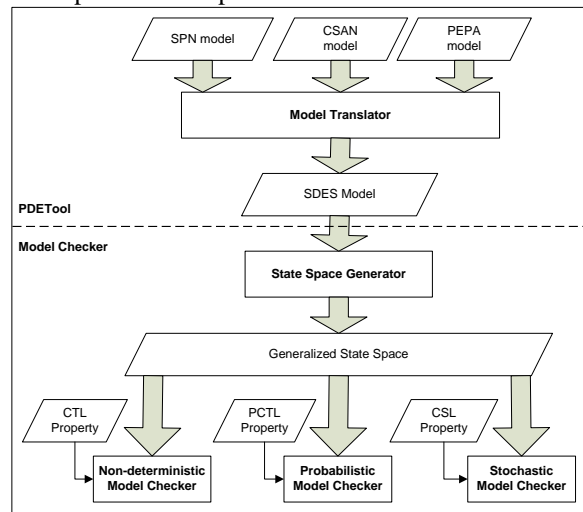 SPN model
CSAN
model
PEPA
model
Model Translator
SDES Model
PDETool
Model Checker
State Space Generator
Generalized State Space
CTL
Property
PCTL
Property
CSL
Property
Non-deterministic
Model Checker
Probabilistic
Model Checker
Stochastic
Model Checker